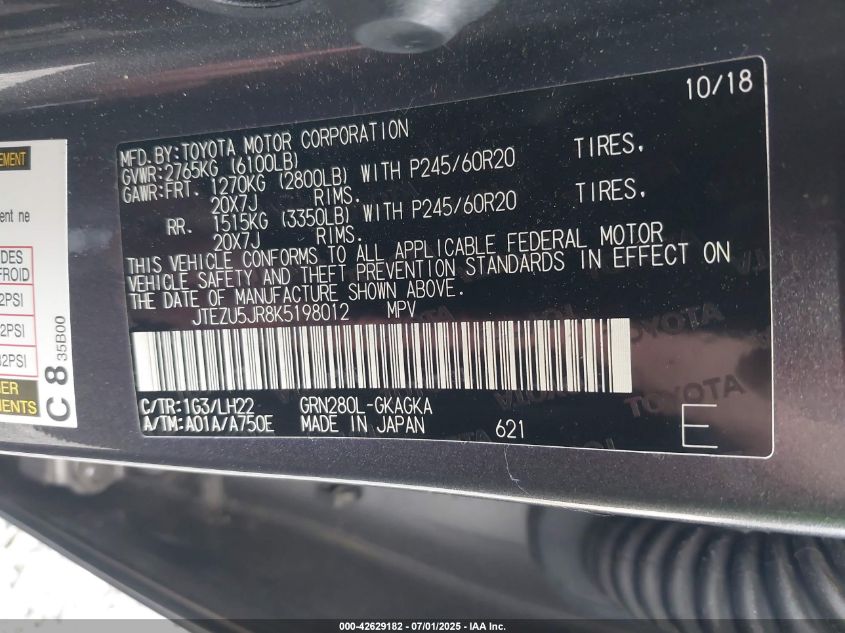 10/18
MFD.BY:TOYOTA MOTOR CORPORATION
GVWR:2765KG (6100LB)
GAWR:FRT. 1270KG (2800LB) WITH P245/60R20 TIRES,
20X7J RIMS.
RR. 1515KG (3350LB) WITH P245/60R20 TIRES,
20X7J RIMS.
THIS VEHICLE CONFORMS TO ALL APPLICABLE FEDERAL MOTOR
VEHICLE SAFETY AND THEFT PREVENTION STANDARDS IN EFFECT ON
THE DATE OF MANUFACTURE SHOWN ABOVE.
JTEZU5JR8K5198012 MPV
C/TR:1G3/LH22 GRN280L-GKAGKA
A/TM:A01A/A750E MADE IN JAPAN 621
E
TOYOTA
C8
35B00
000-42629182 - 07/01/2025 - IAA Inc.